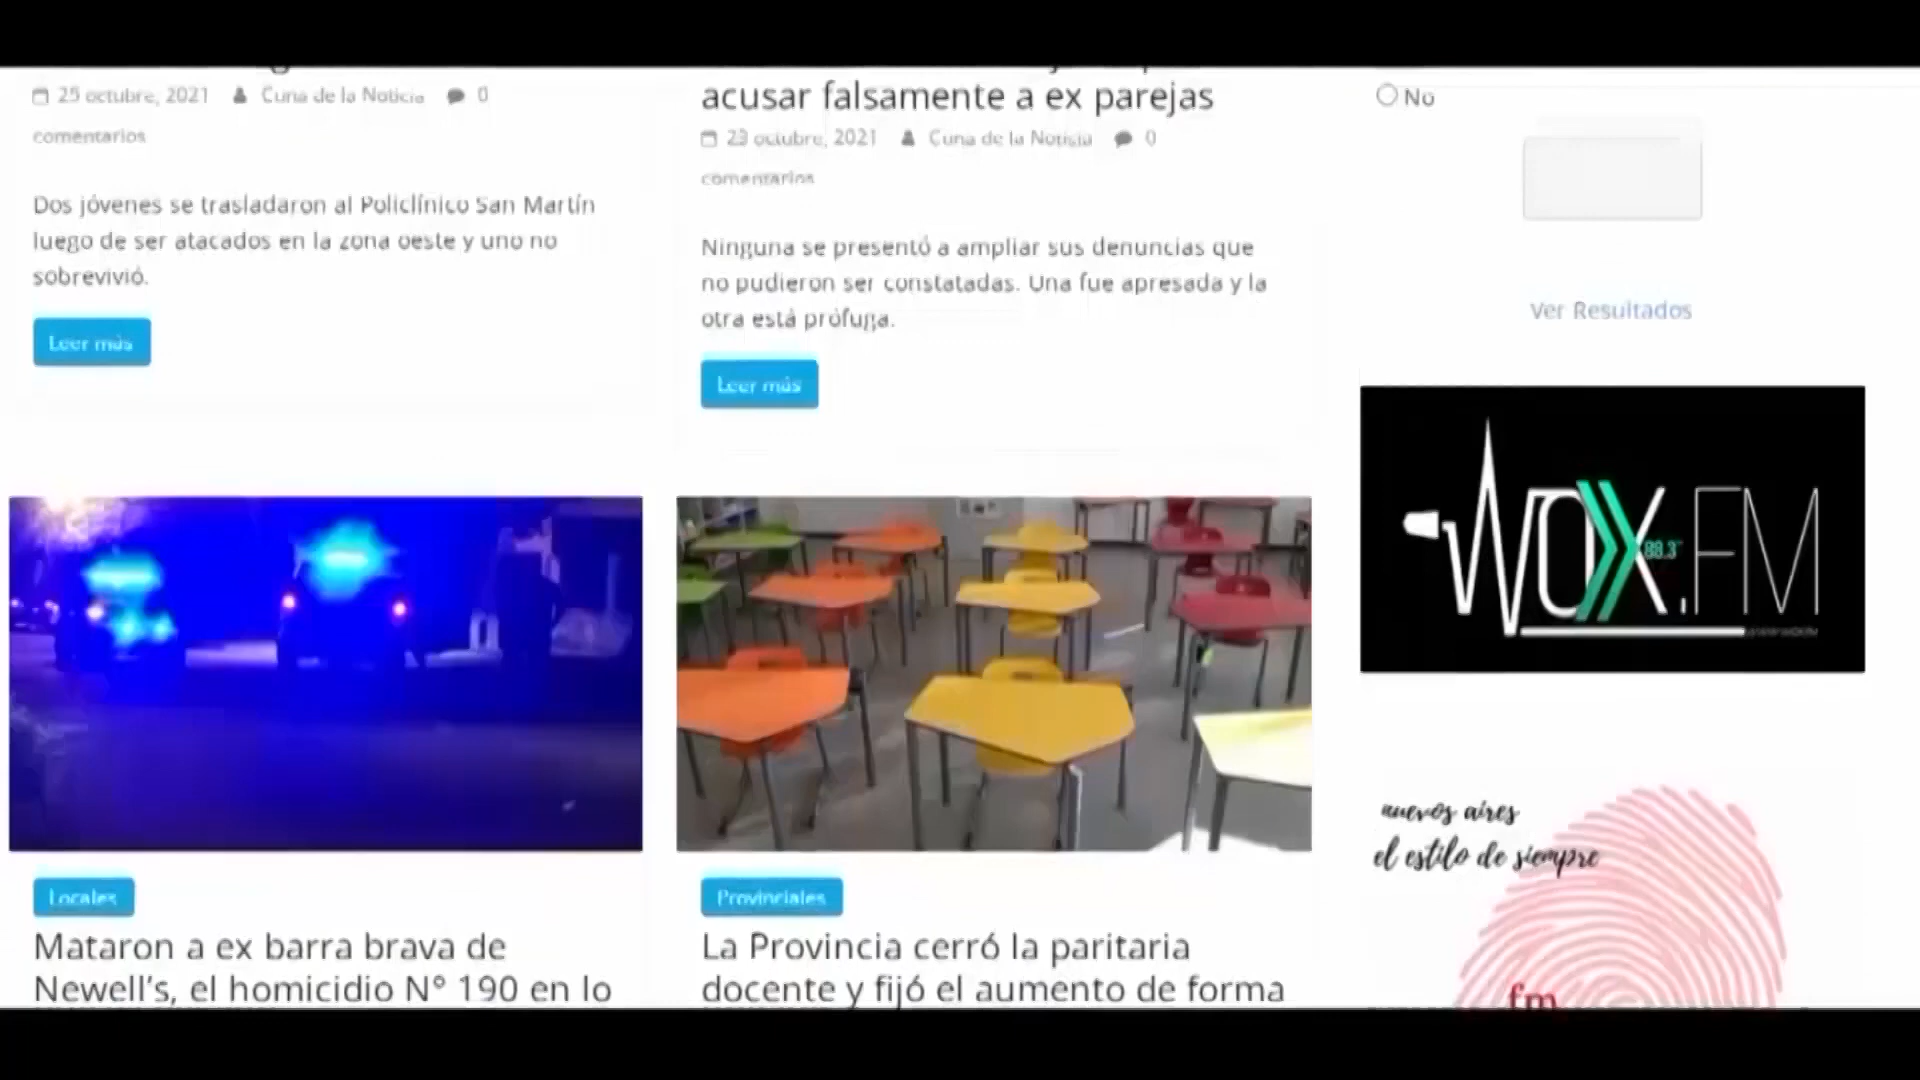 25 octubre, 2021 Cuna de la Noticia 0
comentarios
Dos jóvenes se trasladaron al Policlínico San Martín
luego de ser atacados en la zona oeste y uno no
sobrevivió.
Leer más
acusar falsamente a ex parejas
23 octubre, 2021 Cuna de la Noticia 0
comentarios
Ninguna se presentó a ampliar sus denuncias que
no pudieron ser constatadas. Una fue apresada y la
otra está prófuga.
Leer más
Locales
Mataron a ex barra brava de
Newell's, el homicidio N° 190 en lo
Provinciales
La Provincia cerró la paritaria
docente y fijó el aumento de forma
No
Ver Resultados
WOX 88.3 .FM
nuevos aires
el estilo de siempre
fm